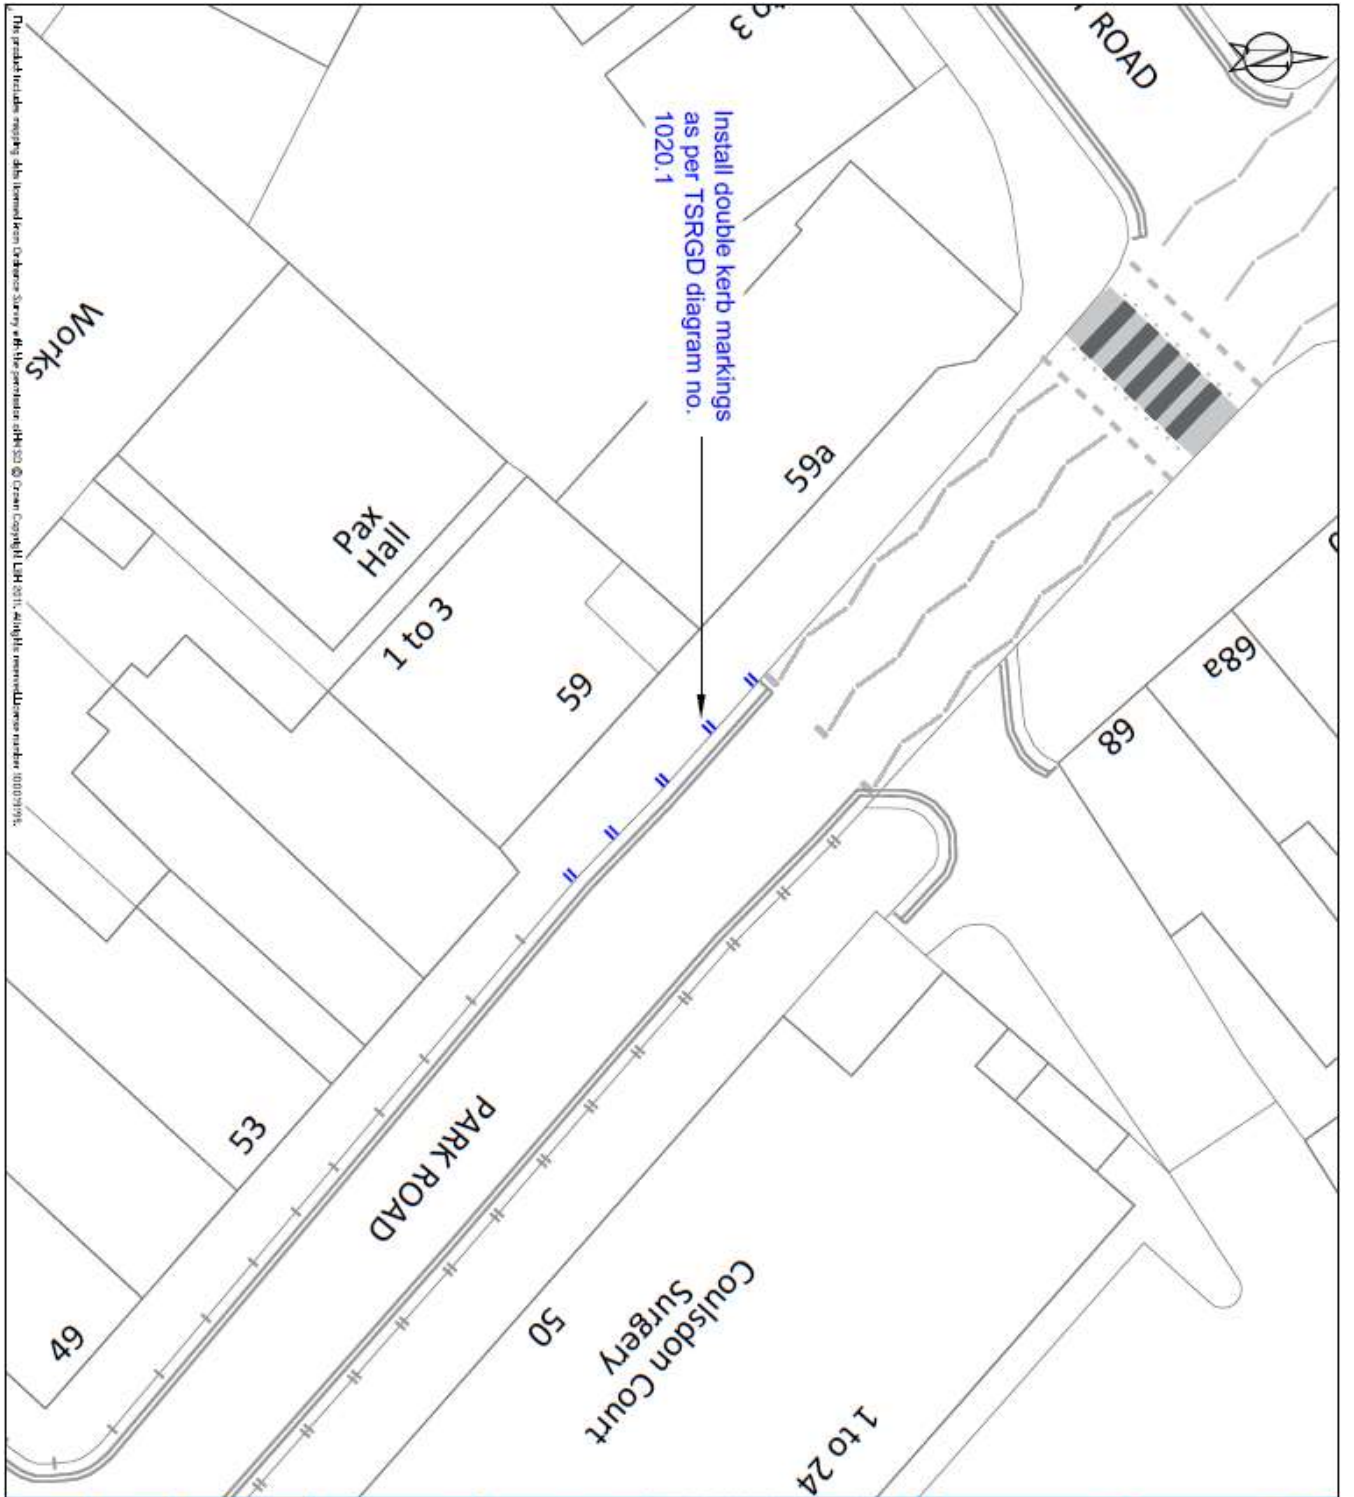 Install double kerb markings
as per TSRGD diagram no.
1020.1
ROAD
3
59a
Works
Pax
Hall
1 to 3
59
68a
68
53
PARK ROAD
49
50
Coulsdon Court
Surgery
1 to 24
N